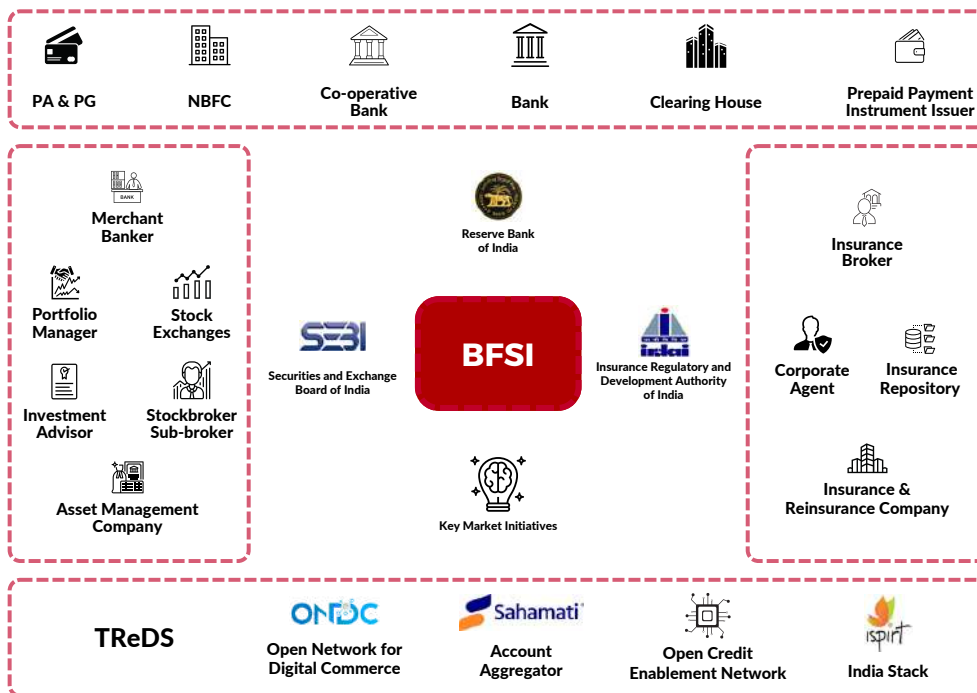 PA & PG
NBFC
Co-operative
Bank
Bank
Clearing House
Prepaid Payment
Instrument Issuer
BANK
Merchant
Banker
Portfolio
Manager
Stock
Exchanges
Investment
Advisor
Stockbroker
Sub-broker
Asset Management
Company
Reserve Bank
of India
SEBI
Securities and Exchange
Board of India
BFSI
irdai
Insurance Regulatory and
Development Authority
of India
Key Market Initiatives
Insurance
Broker
Corporate
Agent
Insurance
Repository
Insurance &
Reinsurance Company
TReDS
ONDC
Open Network for
Digital Commerce
Sahamati
Account
Aggregator
Open Credit
Enablement Network
ispirt
India Stack